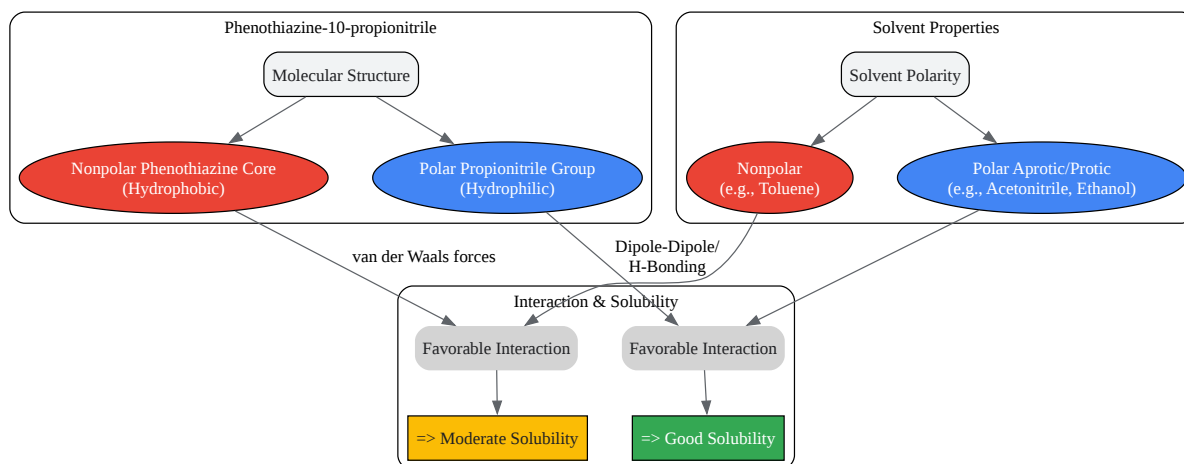 Phenothiazine-10-propionitrile
Solvent Properties
Molecular Structure
Solvent Polarity
Nonpolar Phenothiazine Core
(Hydrophobic)
Polar Propionitrile Group
(Hydrophilic)
Nonpolar
(e.g., Toluene)
Polar Aprotic/Protic
(e.g., Acetonitrile, Ethanol)
van der Waals forces
Dipole-Dipole/
H-Bonding
Interaction & Solubility
Favorable Interaction
Favorable Interaction
=> Moderate Solubility
=> Good Solubility